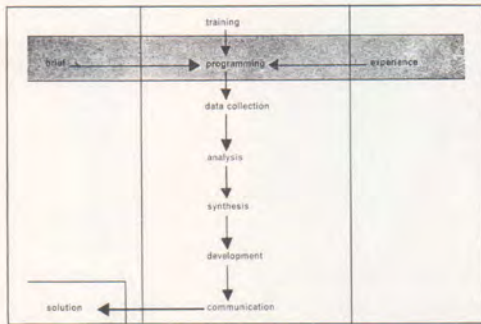 training
brief programming experience
data collection
analysis
synthesis
development
solution communication